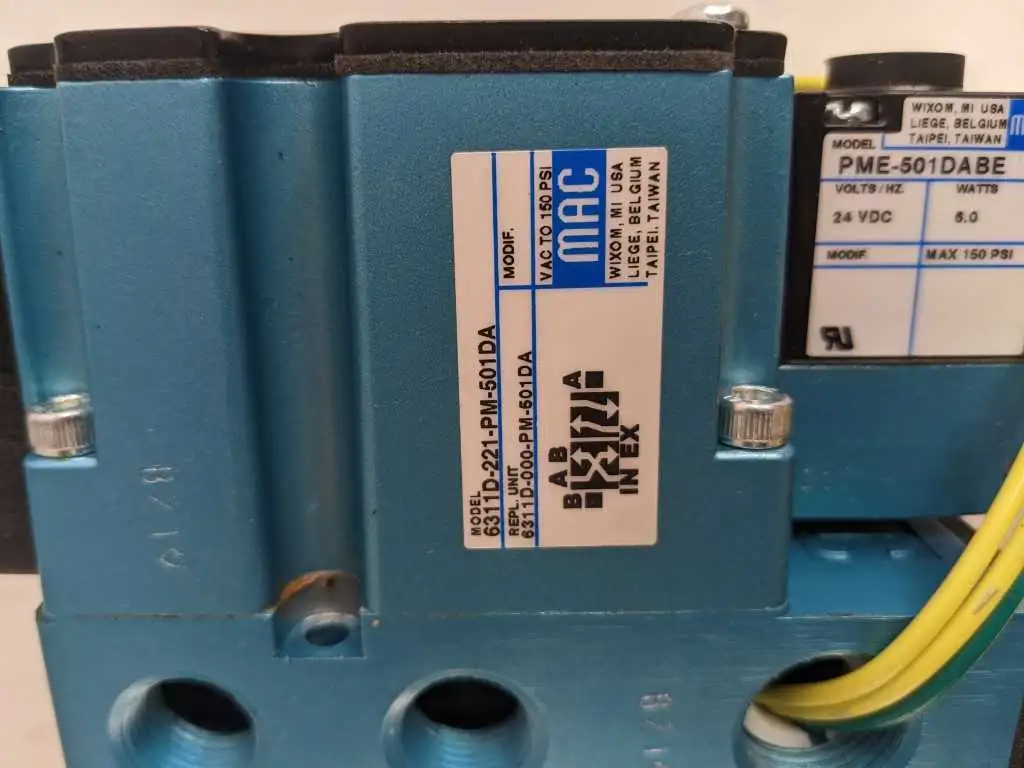 MODEL
6311D-221-PM-501DA
REPL. UNIT
6311D-000-PM-501DA
MODIF.
VAC TO 150 PSI
MAC
WIXOM, MI USA
LIEGE, BELGIUM
TAIPEI, TAIWAN
B A B
A
IN EX
WIXOM, MI USA
LIEGE, BELGIUM
TAIPEI, TAIWAN
MODEL
PME-501DABE
VOLTS/HZ.
WATTS
24 VDC
6.0
MODIF.
MAX 150 PSI